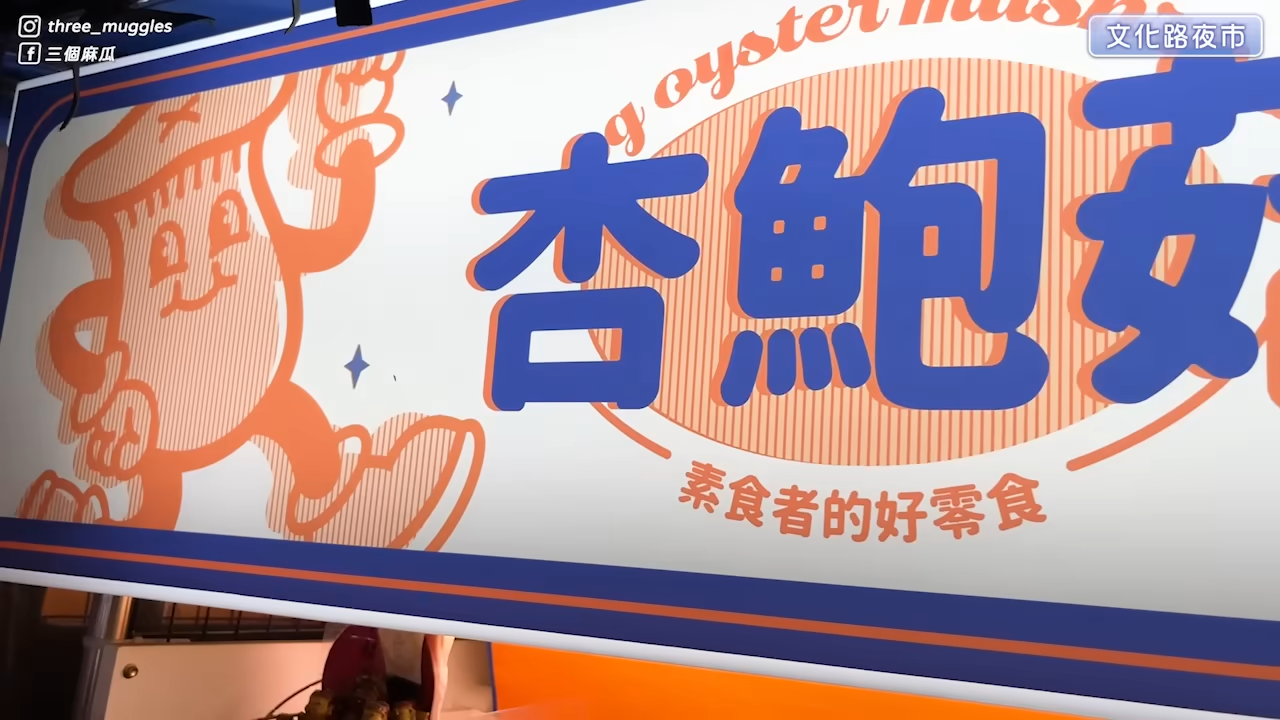 three_muggles
三個麻瓜
文化路夜市
g oyster mush
杏鮑菇
素食者的好零食